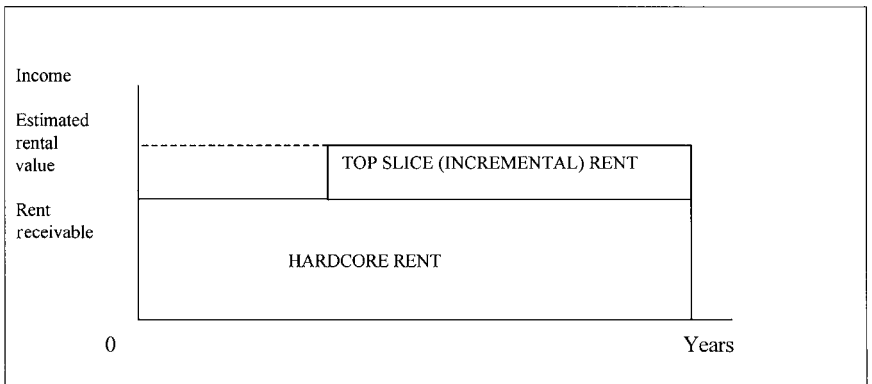 Income
Estimated
rental
value
TOP SLICE (INCREMENTAL) RENT
Rent
receivable
HARDCORE RENT
0
Years